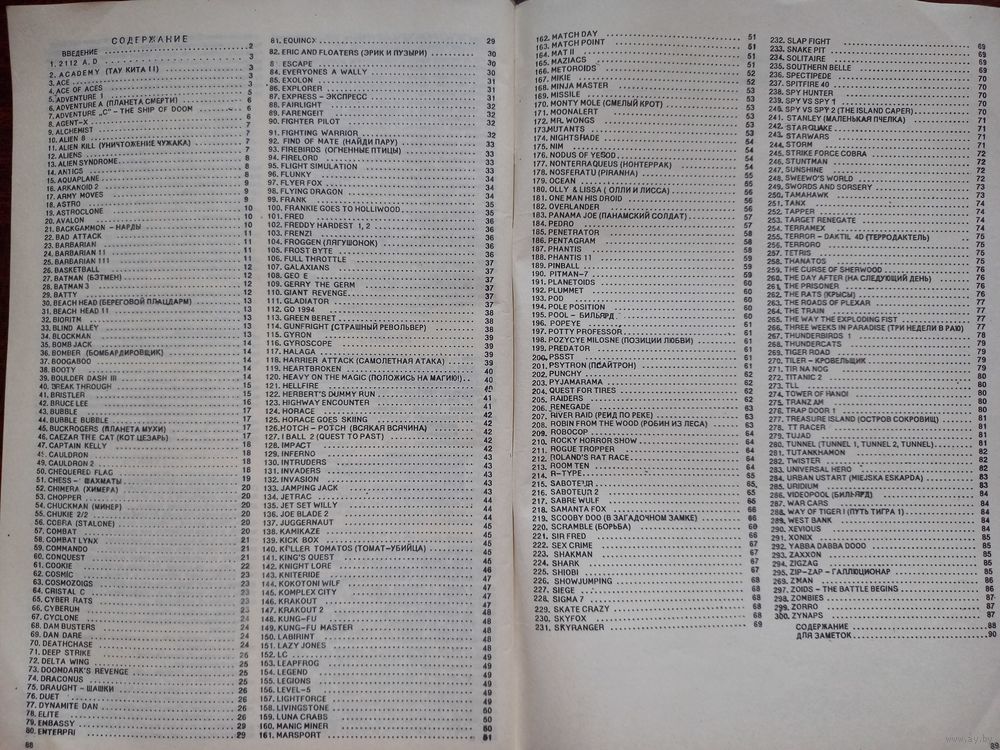 СОДЕРЖАНИЕ
ВВЕДЕНИЕ 2
1. 2112 A. D 3
2. ACADEMY (ТАУ КИТА II) 3
3. ACE 3
4. ACE OF ACES 5
5. ADVENTURE 1 6
6. ADVENTURE A (ПЛАНЕТА СМЕРТИ) 6
7. ADVENTURE „C" – THE SHIP OF DOOM 6
8. AGENT-X
9. ALCHEMIST 7
10. ALIEN 8 7
11. ALIEN KILL (УНИЧТОЖЕНИЕ ЧУЖАКА) 7
12. ALIENS
13. ALIEN SYNDROME 8
14. ANTICS 8
15. AQUAPLANE 8
16. ARKANOID 2 9
17. ARMY MOVES 9
18. ASTRO 9
19. ASTROCLONE 10
20. AVALON 10
21. BACKGAMMON – НАРДЫ 10
22. BAD ATTACK 11
23. BARBARIAN 11
24. BARBARIAN 11 11
25. BARBARIAN 111 11
26. BASKETBALL 12
27. BATMAN (БЭТМЕН) 12
28. BATMAN 3 12
29. BATTY 12
30. BEACH HEAD (БЕРЕГОВОЙ ПЛАЦДАРМ) 13
31. BEACH HEAD 11 13
32. BIORITM 13
33. BLIND ALLEY 13
34. BLOCKMAN 13
35. BOMB JACK 14
36. BOMBER (БОМБАРДИРОВЩИК) 14
37. BOOGABOO 14
38. BOOTY 14
39. BOULDER DASH III 14
40. BREAK THROUGH 15
41. BRISTLER 15
42. BRUCE LEE 16
43. BUBBLE 17
44. BUBBLE BUBBLE 17
45. BUCKROGERS (ПЛАНЕТА МУХИ) 17
46. CAEZAR THE CAT (КОТ ЦЕЗАРЬ) 17
47. CAPTAIN KELLY 18
48. CAULDRON 18
49. CAULDRON 2 18
50. CHEQUERED FLAG 18
51. CHESS – ШАХМАТЫ 19
52. CHIMERA (ХИМЕРА) 20
53. CHOPPER 20
54. CHUCKMAN (МИНЕР) 20
55. CHUKIE 2/2 20
56. COBRA (STALONE) 20
57. COMBAT 21
58. COMBAT LYNX 21
59. COMMANDO 21
60. CONQUEST 21
61. COOKIE 22
62. COSMIC 23
63. COSMOZOIDS 23
64. CRISTAL C 23
65. CYBER RATS 23
66. CYBERUM 23
67. CYCLONE 23
68. DAM BUSTERS 24
69. DAN DARE 24
70. DEATHCHASE 24
71. DEEP STRIKE 25
72. DELTA WING 25
73. DOOMDARK'S REVENGE 25
74. DRACONUS 25
75. DRAUGHT – ШАШКИ 26
76. DUET 26
77. DYNAMITE DAN 26
78. ELITE 26
79. EMBASSY 29
80. ENTERPRI 29
88
81. EQUINOX 29
82. ERIC AND FLOATERS (ЭРИК И ПУЗЫРИ) 30
8 ESCAPE 30
84. EVERYONES A WALLY 30
85. EXOLON 31
86. EXPLORER 31
87. EXPRESS – ЭКСПРЕСС 31
88. FAIRLIGHT 31
89. FARENGEIT 32
90. FIGHTER PILOT 32
91. FIGHTING WARRIOR 32
92. FIND OF MATE (НАЙДИ ПАРУ) 33
93. FIREBIRDS (ОГНЕННЫЕ ПТИЦЫ) 33
94. FIRELORD 33
95. FLIGHT SIMULATION 33
96. FLUNKY 34
97. FLYER FOX 34
98. FLYING DRAGON 34
99. FRANK 34
100. FRANKIE GOES TO HOLLIWOOD 35
101. FRED 35
102. FREDDY HARDEST 1, 2 35
103. FRENZI 36
104. FROGGEN (ЛЯГУШОНОК) 36
105. FROST BYTE 36
106. FULL THROTTLE 36
107. GALAXIANS 37
108. GEO E 37
109. GERRY THE GERM 37
110. GIANT REVENGE 37
111. GLADIATOR 37
112. GO 1994 38
113. GREEN BERET 38
114. GUNFRIGHT (СТРАШНЫЙ РЕВОЛЬВЕР) 38
115. GYRON 38
116. GYROSCOPE 39
117. HALAGA 39
118. HARRIER ATTACK (САМОЛЕТНАЯ АТАКА) 39
119. HEARTBROKEN 40
120. HEAVY ON THE MAGIC (ПОЛОЖИСЬ НА МАГИЮ!) 40
121. HELLFIRE 40
122. HERBERT'S DUMMY RUN 41
123. HIGHWAY ENCOUNTER 41
124. HORACE 41
125. HORACE GOES SKIING 42
126. HOTCH – POTCH (ВСЯКАЯ ВСЯЧИНА) 42
127. I BALL 2 (QUEST TO PAST) 42
128. IMPACT 42
129. INFERNO 43
130. INTRUDERS 43
131. INVADERS 43
132. INVASION 43
133. JAMPING JACK 43
134. JETRAC 44
135. JET SET WILLY 44
136. JOE BLADE 2 44
137. JUGGERNAUT 44
138. KAMIKAZE 45
139. KICK BOX 45
140. KILLER TOMATOS (ТОМАТ-УБИЙЦА) 45
141. KING'S QUEST 45
142. KNIGHT LORE 46
143. KNITERIDE 46
144. KOKOTONI WILF 47
145. KOMPLEX CITY 47
146. KRAKOUT 47
147. KRAKOUT 2 48
148. KUNG-FU 48
149. KUNG-FU MASTER 48
150. LABIRINT 48
151. LAZY JONES 48
152. LC 49
153. LEAPFROG 49
154. LEGEND 49
155. LEGIONS 49
156. LEVEL-5 49
157. LIGHTFORCE 49
158. LIVINGSTONE 50
159. LUNA CRABS 50
160. MANIC MINER 50
161. MARSPORT 51
162. MATCH DAY 51
163. MATCH POINT 51
164. MAT II 51
165. MAZIACS 51
166. METOROIDS 52
167. MIKIE 52
168. MINJA MASTER 52
169. MISSILE 53
170. MONTY MOLE (СМЕЛЫЙ КРОТ) 53
171. MOONALERT 53
172. MR. WONGS 53
173. MUTANTS 53
174. NIGHTSHADE 54
175. NIM 54
176. NODUS OF YESOD 54
177. NONTERRAQUEUS (НОНТЕРРАК) 54
178. NOSFERATU (PIRANHA) 55
179. OCEAN 55
180. OLLY & LISSA (ОЛЛИ И ЛИССА) 55
181. ONE MAN HIS DROID 56
182. OVERLANDER 56
183. PANAMA JOE (ПАНАМСКИЙ СОЛДАТ) 57
184. PEDRO 57
185. PENETRATOR 58
186. PENTAGRAM 58
187. PHANTIS 58
188. PHANTIS 11 59
189. PINBALL 59
190. PITMAN-7 59
191. PLANETOIDS 60
192. PLUMMET 60
193. POD 60
194. POLE POSITION 60
195. POOL – БИЛЬЯРД 60
196. POPEYE 61
197. POTTY PROFESSOR 61
198. POZYCYE MILOSNE (ПОЗИЦИИ ЛЮБВИ) 61
199. PREDATOR 61
200. PSSST 61
201. PSYTRON (ПСАЙТРОН) 62
202. PUNCHY 62
203. PYJAMARAMA 62
204. QUEST FOR TIRES 62
205. RAIDERS 62
206. RENEGADE 63
207. RIVER RAID (РЕЙД ПО РЕКЕ) 63
208. ROBIN FROM THE WOOD (РОБИН ИЗ ЛЕСА) 63
209. ROBOCOP 64
210. ROCKY HORROR SHOW 64
211. ROGUE TROPPER 64
212. ROLAND'S RAT RACE 64
213. ROOM TEN 64
214. R-TYPE 65
215. SABOTEUR 65
216. SABOTEUR 2 65
217. SABRE WULF 65
218. SAMANTA FOX 66
219. SCOOBY DOO (В ЗАГАДОЧНОМ ЗАМКЕ) 66
220. SCRAMBLE (БОРЬБА) 66
221. SIR FRED 66
222. SEX CRIME 67
223. SHAKMAN 67
224. SHARK 67
225. SHIOBI 67
226. SHOWJUMPING 68
227. SIEGE 68
228. SIGMA 7 68
229. SKATE CRAZY 68
230. SKYFOX 68
231. SKYRANGER 69
232. SLAP FIGHT 69
233. SNAKE PIT 69
234. SOLITAIRE 69
235. SOUTHERN BELLE 69
236. SPECTIPEDE 70
237. SPITFIRE 40 70
238. SPY HUNTER 70
239. SPY VS SPY 1 70
240. SPY VS SPY 2 (THE ISLAND CAPER) 70
241. STANLEY (МАЛЕНЬКАЯ ПЧЕЛКА) 71
242. STARQUAKE 71
243. STARWARS 71
244. STORM 71
245. STRIKE FORCE COBRA 72
246. STUNTMAN 72
247. SUNSHINE 72
248. SWEEWO'S WORLD 73
249. SWORDS AND SORSERY 73
250. TAMAHAWK 74
251. TANX 74
252. TAPPER 74
253. TARGET RENEGATE 74
254. TERRAMEX 74
255. TERROR – DAKTIL 4D (ТЕРРОДАКТЕЛЬ) 75
256. TERRORO 75
257. TETRIS 75
258. THANATOS 75
259. THE CURSE OF SHERWOOD 76
260. THE DAY AFTER (НА СЛЕДУЮЩИЙ ДЕНЬ) 76
261. THE PRISONER 76
262. THE RATS (КРЫСЫ) 76
263. THE ROADS OF PLEXAR 77
264. THE TRAIN 77
265. THE WAY THE EXPLODING FIST 77
266. THREE WEEKS IN PARADISE (ТРИ НЕДЕЛИ В РАЮ) 77
267. THUNDERBIRDS 1 78
268. THUNDERCATS 79
269. TIGER ROAD 79
270. TILER – КРОВЕЛЬЩИК 79
271. TIR NA NOG 79
272. TITANIC 2 80
273. TLL 80
274. TOWER OF HANOI 80
275. TRANZ AM 80
276. TRAP DOOR 1 81
277. TREASURE ISLAND (ОСТРОВ СОКРОВИЩ) 81
278. TT RACER 81
279. TUJAD 81
280. TUNNEL (TUNNEL 1, TUNNEL 2, TUNNEL) 81
281. TUTANKHAMON 82
282. TWISTER 82
283. UNIVERSAL HERO 82
284. URBAN USTART (MIEJSKA ESKAPDA) 83
285. URIDIUM 83
286. VIDEOPOOL (БИЛЬЯРД) 84
287. WAR CARS 84
288. WAY OF TIGER I (ПУТЬ ТИГРА 1) 84
289. WEST BANK 84
290. XEVIOUS 84
291. XONIX 85
292. YABBA DABBA DOOO 85
293. ZAXXON 85
294. ZIGZAG 85
295. ZIP-ZAP – ГАЛЛЮЦИОНАР 85
296. Z'MAN 86
297. ZOIDS – THE BATTLE BEGINS 86
298. ZOMBIES 87
299. ZORRO 87
300. ZYNAPS 87
СОДЕРЖАНИЕ 88
ДЛЯ ЗАМЕТОК 90
89
www.ay.by